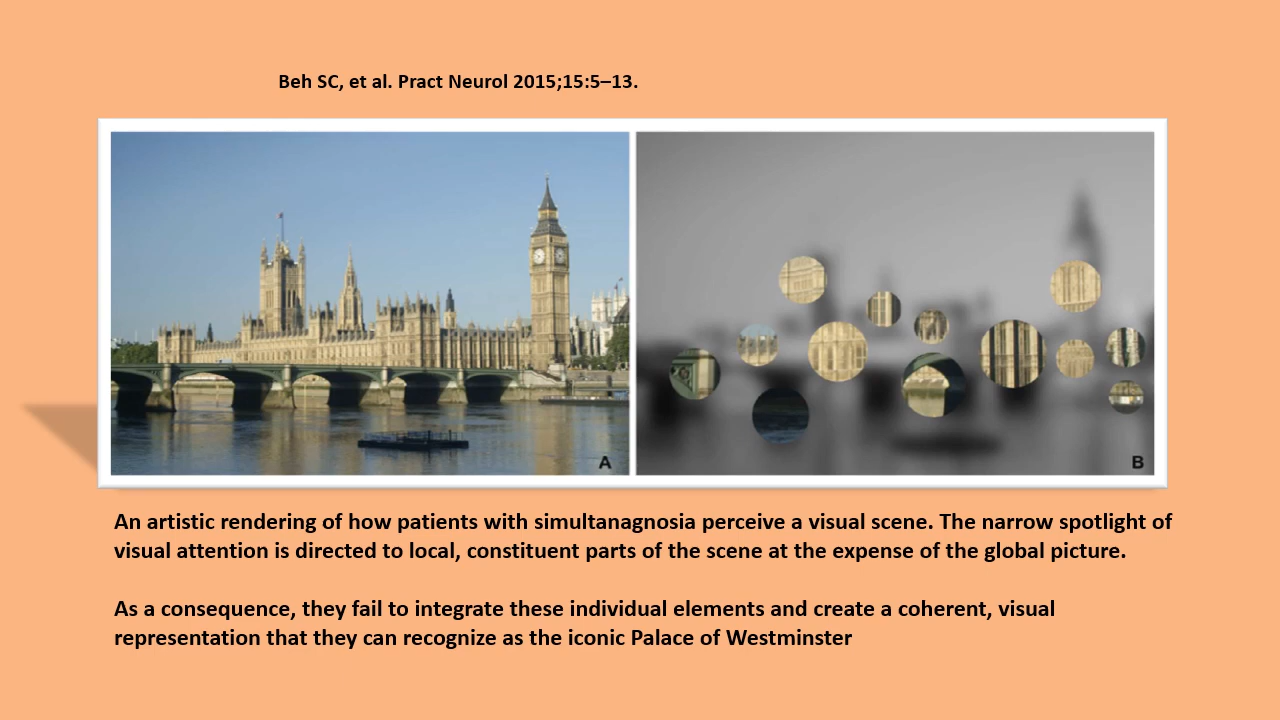 Beh SC, et al. Pract Neurol 2015;15:5–13.
A
B
An artistic rendering of how patients with simultanagnosia perceive a visual scene. The narrow spotlight of
visual attention is directed to local, constituent parts of the scene at the expense of the global picture.
As a consequence, they fail to integrate these individual elements and create a coherent, visual
representation that they can recognize as the iconic Palace of Westminster